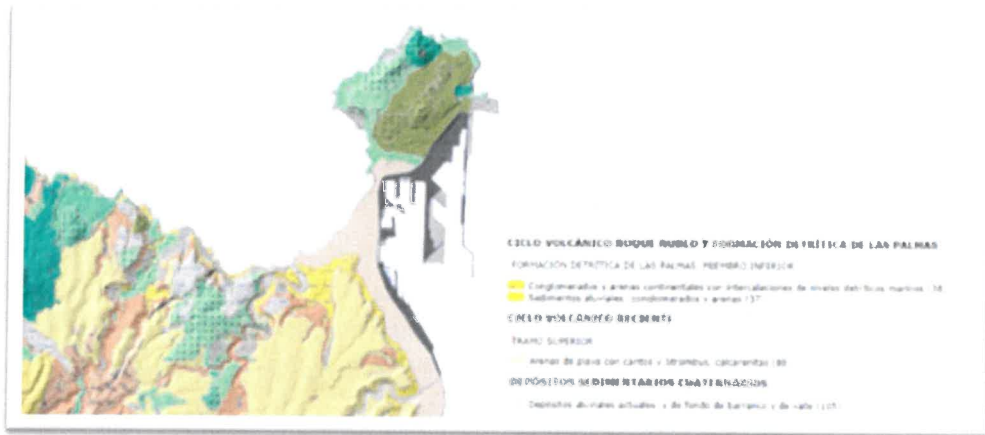 CICLO VOLCÁNICO ROQUE NUBLO Y FORMACIÓN DETRÍTICA DE LAS PALMAS
FORMACIÓN DETRÍTICA DE LAS PALMAS. MIEMBRO INFERIOR
Conglomerados y arenas continentales con intercalaciones de niveles detríticos marinos
Sedimentos aluviales: conglomerados y arenas (37)
CICLO VOLCÁNICO RECIENTE
TRAMO SUPERIOR
Arenas de playa con cantos y Strombus, calcarenitas
DEPÓSITOS SEDIMENTARIOS CUATERNARIOS
Depósitos aluviales actuales y de fondo de barranco y de valle